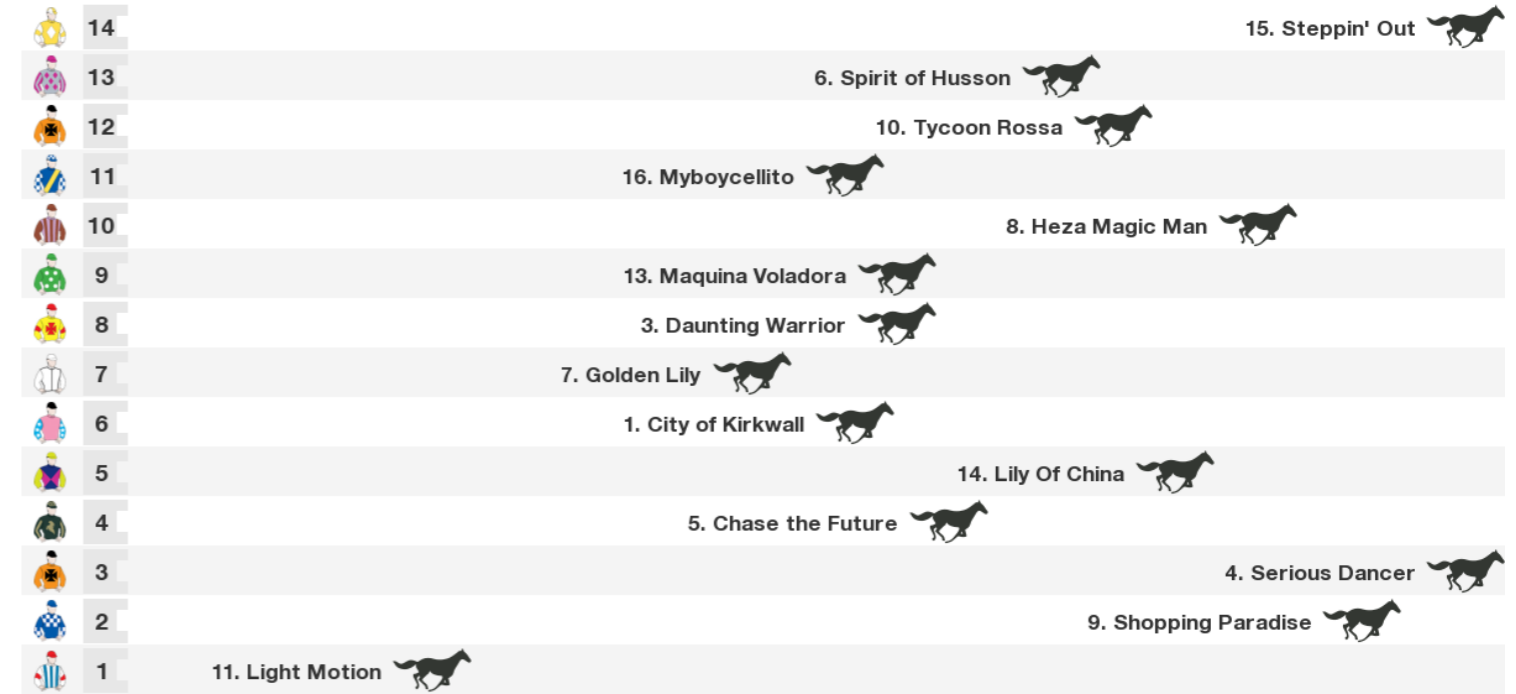 14 15. Steppin' Out
13 6. Spirit of Husson
12 10. Tycoon Rossa
11 16. Myboycellito
10 8. Heza Magic Man
9 13. Maquina Voladora
8 3. Daunting Warrior
7 7. Golden Lily
6 1. City of Kirkwall
5 14. Lily Of China
4 5. Chase the Future
3 4. Serious Dancer
2 9. Shopping Paradise
1 11. Light Motion